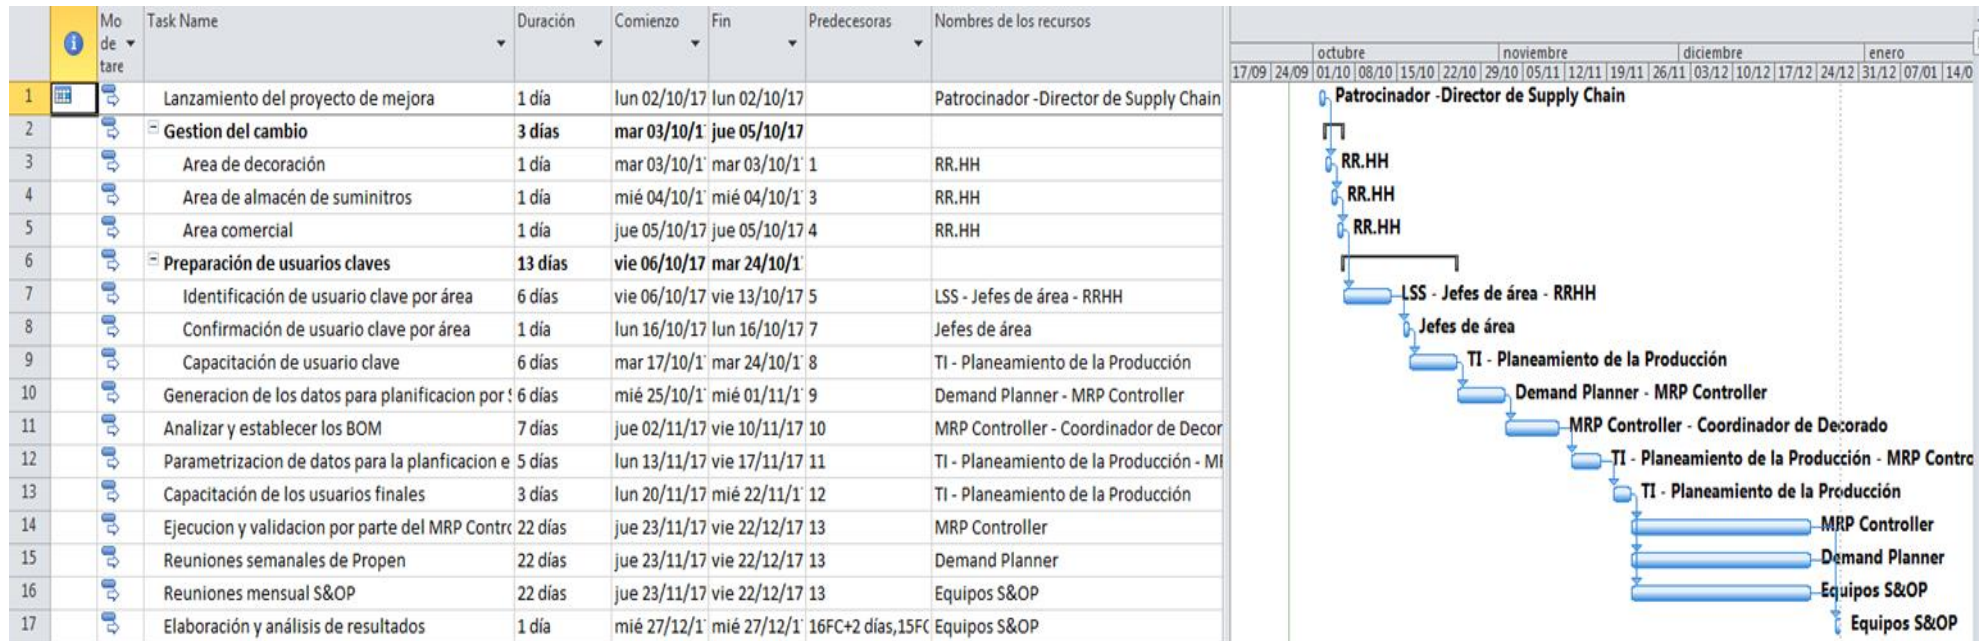 Mo de tare Task Name Duración Comienzo Fin Predecesoras Nombres de los recursos
octubre noviembre diciembre enero
17/09 24/09 01/10 08/10 15/10 22/10 29/10 05/11 12/11 19/11 26/11 03/12 10/12 17/12 24/12 31/12 07/01 14/0
1 Lanzamiento del proyecto de mejora 1 día lun 02/10/17 lun 02/10/17 Patrocinador -Director de Supply Chain Patrocinador -Director de Supply Chain
2 Gestion del cambio 3 días mar 03/10/1 jue 05/10/17
3 Area de decoración 1 día mar 03/10/1 mar 03/10/1 1 RR.HH RR.HH
4 Area de almacén de suminitros 1 día mié 04/10/1 mié 04/10/1 3 RR.HH RR.HH
5 Area comercial 1 día jue 05/10/17 jue 05/10/17 4 RR.HH RR.HH
6 Preparación de usuarios claves 13 días vie 06/10/17 mar 24/10/1
7 Identificación de usuario clave por área 6 días vie 06/10/17 vie 13/10/17 5 LSS - Jefes de área - RRHH LSS - Jefes de área - RRHH
8 Confirmación de usuario clave por área 1 día lun 16/10/17 lun 16/10/17 7 Jefes de área Jefes de área
9 Capacitación de usuario clave 6 días mar 17/10/1 mar 24/10/1 8 TI - Planeamiento de la Producción TI - Planeamiento de la Producción
10 Generacion de los datos para planificacion por 6 días mié 25/10/1 mié 01/11/1 9 Demand Planner - MRP Controller Demand Planner - MRP Controller
11 Analizar y establecer los BOM 7 días jue 02/11/17 vie 10/11/17 10 MRP Controller - Coordinador de Decor MRP Controller - Coordinador de Decorado
12 Parametrizacion de datos para la planficacion e 5 días lun 13/11/17 vie 17/11/17 11 TI - Planeamiento de la Producción - MI TI - Planeamiento de la Producción - MRP Contro
13 Capacitación de los usuarios finales 3 días lun 20/11/17 mié 22/11/1 12 TI - Planeamiento de la Producción TI - Planeamiento de la Producción
14 Ejecucion y validacion por parte del MRP Contro 22 días jue 23/11/17 vie 22/12/17 13 MRP Controller MRP Controller
15 Reuniones semanales de Propen 22 días jue 23/11/17 vie 22/12/17 13 Demand Planner Demand Planner
16 Reuniones mensual S&OP 22 días jue 23/11/17 vie 22/12/17 13 Equipos S&OP Equipos S&OP
17 Elaboración y análisis de resultados 1 día mié 27/12/1 mié 27/12/1 16FC+2 días,15FC Equipos S&OP Equipos S&OP